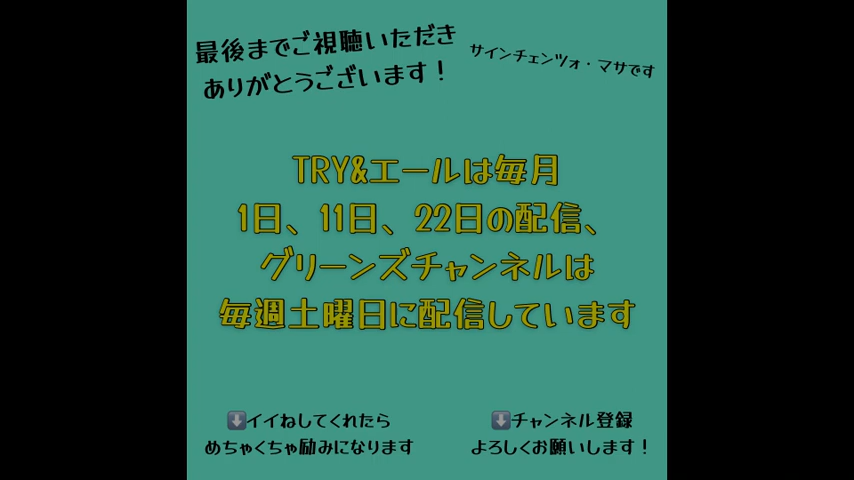 最後までご視聴いただき
ありがとうございます！
サインチェンツォ・マサです
TRY&エールは毎月
1日、11日、22日の配信、
グリーンズチャンネルは
毎週土曜日に配信しています
⬇️イイねしてくれたら
めちゃくちゃ励みになります
⬇️チャンネル登録
よろしくお願いします！